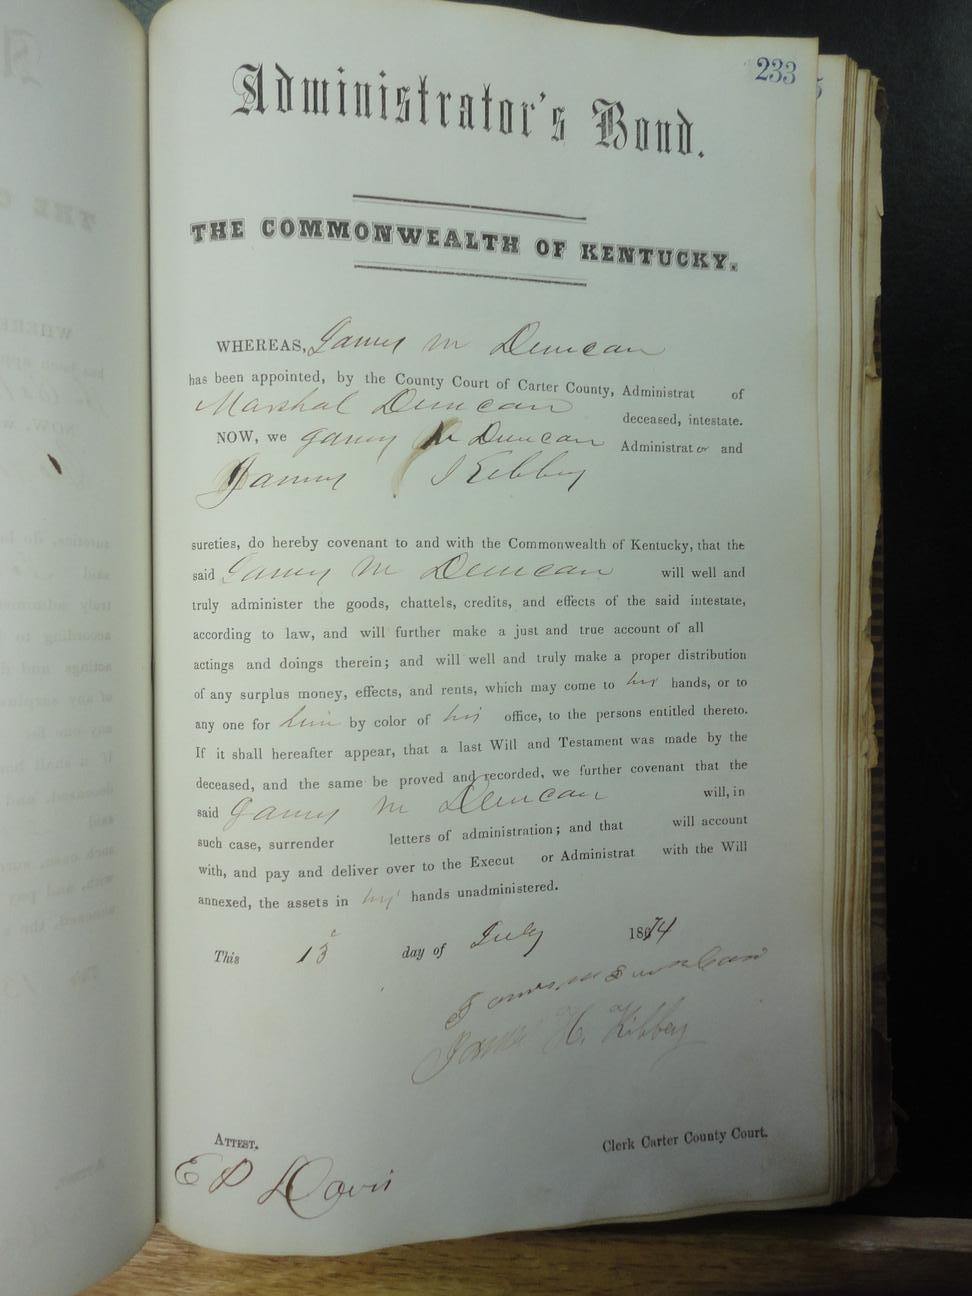 233
Administrator's Bond.
THE COMMONWEALTH OF KENTUCKY.
WHEREAS, James M Duncan
has been appointed, by the County Court of Carter County, Administrat of
Marshal Duncan deceased, intestate.
NOW, we James M Duncan Administrator and
James Kibbey
sureties, do hereby covenant to and with the Commonwealth of Kentucky, that the
said James M Duncan will well and
truly administer the goods, chattels, credits, and effects of the said intestate,
according to law, and will further make a just and true account of all
actings and doings therein; and will well and truly make a proper distribution
of any surplus money, effects, and rents, which may come to his hands, or to
any one for him by color of his office, to the persons entitled thereto.
If it shall hereafter appear, that a last Will and Testament was made by the
deceased, and the same be proved and recorded, we further covenant that the
said James M Duncan will, in
such case, surrender letters of administration; and that will account
with, and pay and deliver over to the Execut or Administrat with the Will
annexed, the assets in his hands unadministered.
This 13 day of July 1874
James M Duncan
James H. Kibbey
ATTEST.
Clerk Carter County Court.
E P Davis